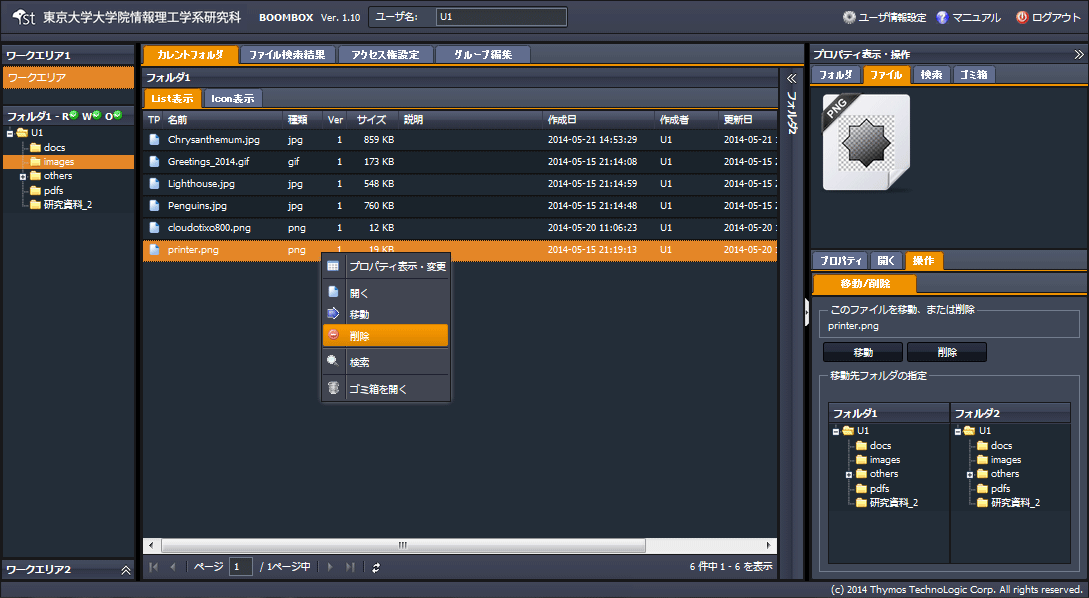 1st 東京大学大学院情報理工学系研究科 BOOMBOX Ver. 1.10 ユーザ名: U1 ユーザ情報設定 マニュアル ログアウト
ワークエリア1
ワークエリア
フォルダ1 - R W O
U1
docs
images
others
pdfs
研究資料_2
ワークエリア2
カレントフォルダ ファイル検索結果 アクセス権設定 グループ編集
フォルダ1
List表示 Icon表示
TP 名前 種類 Ver サイズ 説明 作成日 作成者 更新日
Chrysanthemum.jpg jpg 1 859 KB 2014-05-21 14:53:29 U1 2014-05-21 1
Greetings_2014.gif gif 1 173 KB 2014-05-15 21:14:08 U1 2014-05-15 2
Lighthouse.jpg jpg 1 548 KB 2014-05-15 21:14:59 U1 2014-05-15 2
Penguins.jpg jpg 1 760 KB 2014-05-15 21:14:48 U1 2014-05-15 2
cloudotixo800.png png 1 12 KB 2014-05-20 11:06:23 U1 2014-05-20 1
printer.png png 1 19 KB 2014-05-15 21:19:13 U1 2014-05-20 1
プロパティ表示・変更
開く
移動
削除
検索
ゴミ箱を開く
ページ 1 / 1ページ中 6 件中 1 - 6 を表示
フォルダ2
プロパティ表示・操作
フォルダ ファイル 検索 ゴミ箱
PNG
プロパティ 開く 操作
移動/削除
このファイルを移動、または削除
printer.png
移動 削除
移動先フォルダの指定
フォルダ1 フォルダ2
U1 U1
docs docs
images images
others others
pdfs pdfs
研究資料_2 研究資料_2
(c) 2014 Thymos TechnoLogic Corp. All rights reserved.